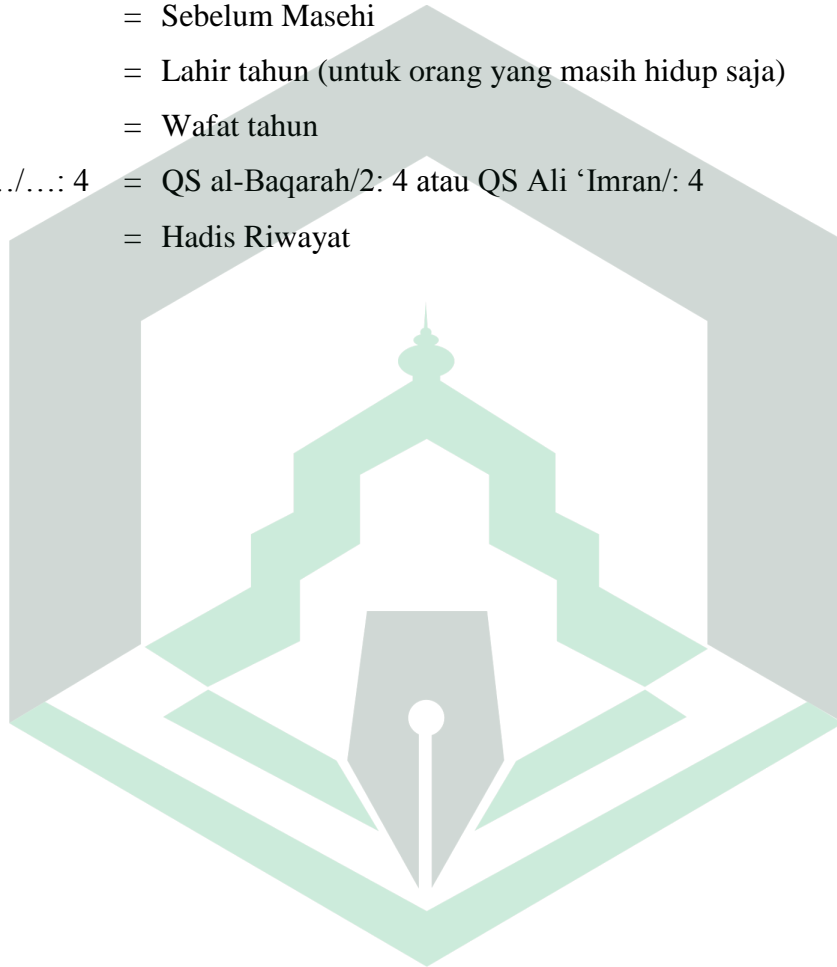 = Sebelum Masehi
= Lahir tahun (untuk orang yang masih hidup saja)
= Wafat tahun
../…: 4 = QS al-Baqarah/2: 4 atau QS Ali ‘Imran/: 4
= Hadis Riwayat